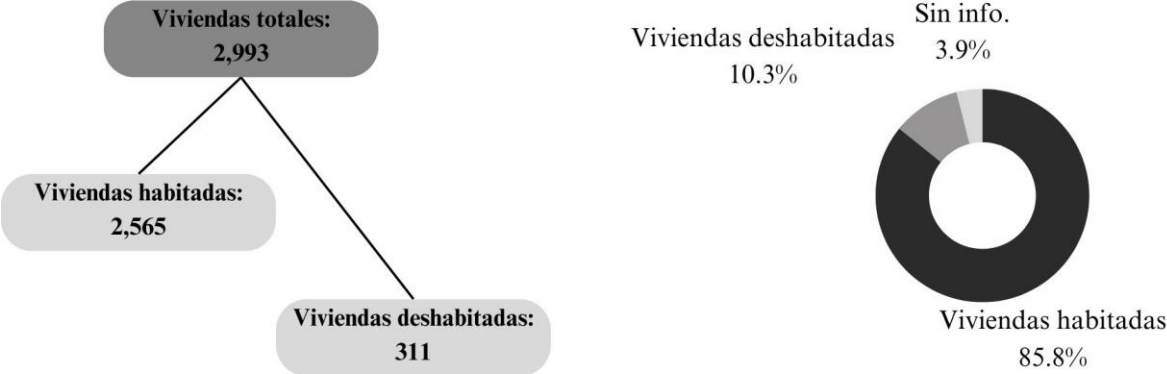 Viviendas totales:
2,993
Viviendas habitadas:
2,565
Viviendas deshabitadas:
311
Sin info.
3.9%
Viviendas deshabitadas
10.3%
Viviendas habitadas
85.8%